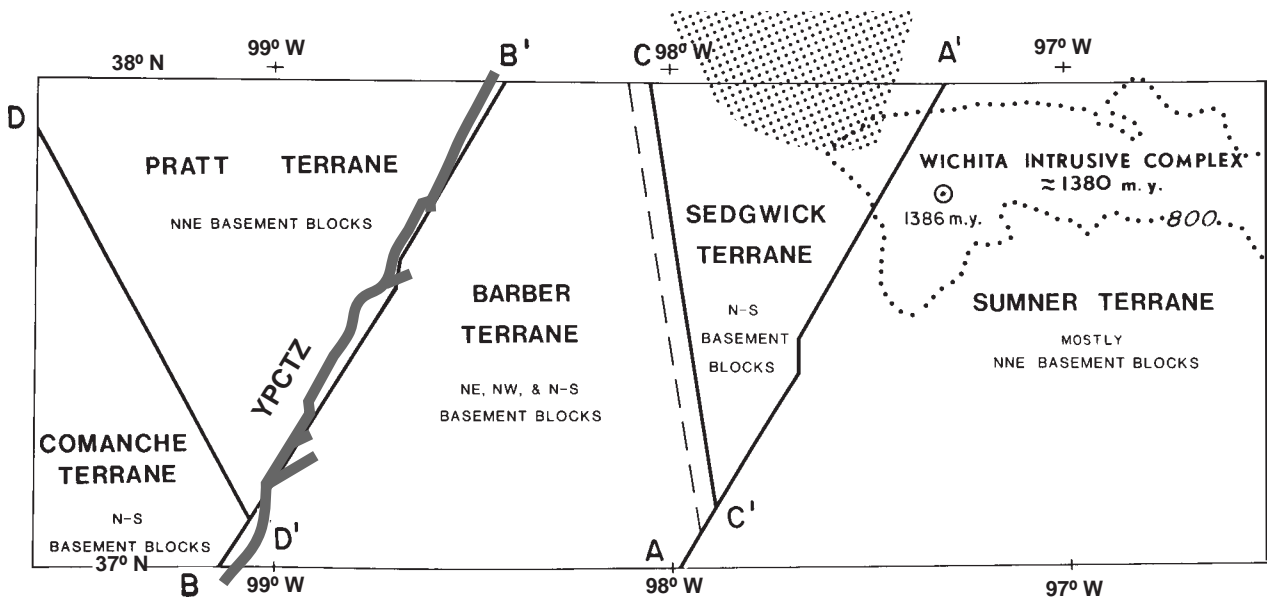 38° N
99° W
B'
C
98° W
A'
97° W
D
PRATT TERRANE
NNE BASEMENT BLOCKS
WICHITA INTRUSIVE COMPLEX
≈1380 m.y.
1386 m.y.
800
SEDGWICK
TERRANE
N-S
BASEMENT
BLOCKS
BARBER
TERRANE
NE, NW, & N-S
BASEMENT BLOCKS
SUMNER TERRANE
MOSTLY
NNE BASEMENT BLOCKS
YPCTZ
COMANCHE
TERRANE
N-S
BASEMENT BLOCKS
37° N
B
D'
99° W
A
C'
98° W
97° W